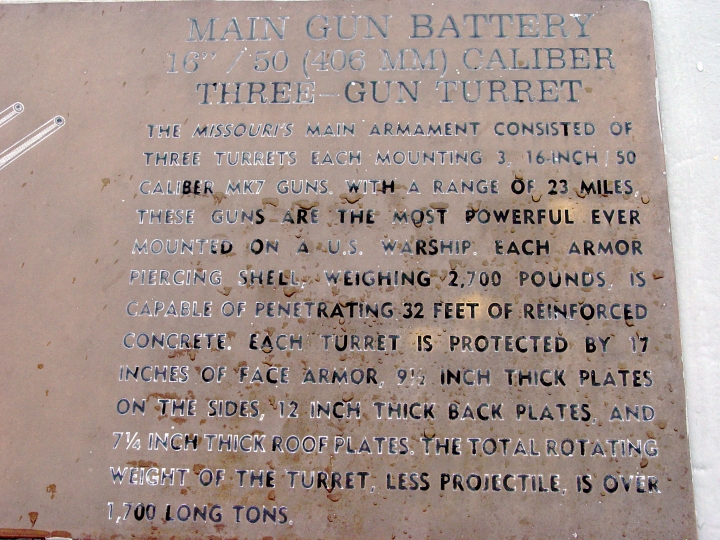 MAIN GUN BATTERY
16" / 50 (406 MM) CALIBER
THREE-GUN TURRET
THE MISSOURI'S MAIN ARMAMENT CONSISTED OF
THREE TURRETS EACH MOUNTING 3, 16-INCH / 50
CALIBER MK7 GUNS. WITH A RANGE OF 23 MILES,
THESE GUNS ARE THE MOST POWERFUL EVER
MOUNTED ON A U.S. WARSHIP. EACH ARMOR
PIERCING SHELL, WEIGHING 2,700 POUNDS, IS
CAPABLE OF PENETRATING 32 FEET OF REINFORCED
CONCRETE. EACH TURRET IS PROTECTED BY 17
INCHES OF FACE ARMOR, 9½ INCH THICK PLATES
ON THE SIDES, 12 INCH THICK BACK PLATES, AND
7¼ INCH THICK ROOF PLATES. THE TOTAL ROTATING
WEIGHT OF THE TURRET, LESS PROJECTILE, IS OVER
1,700 LONG TONS.